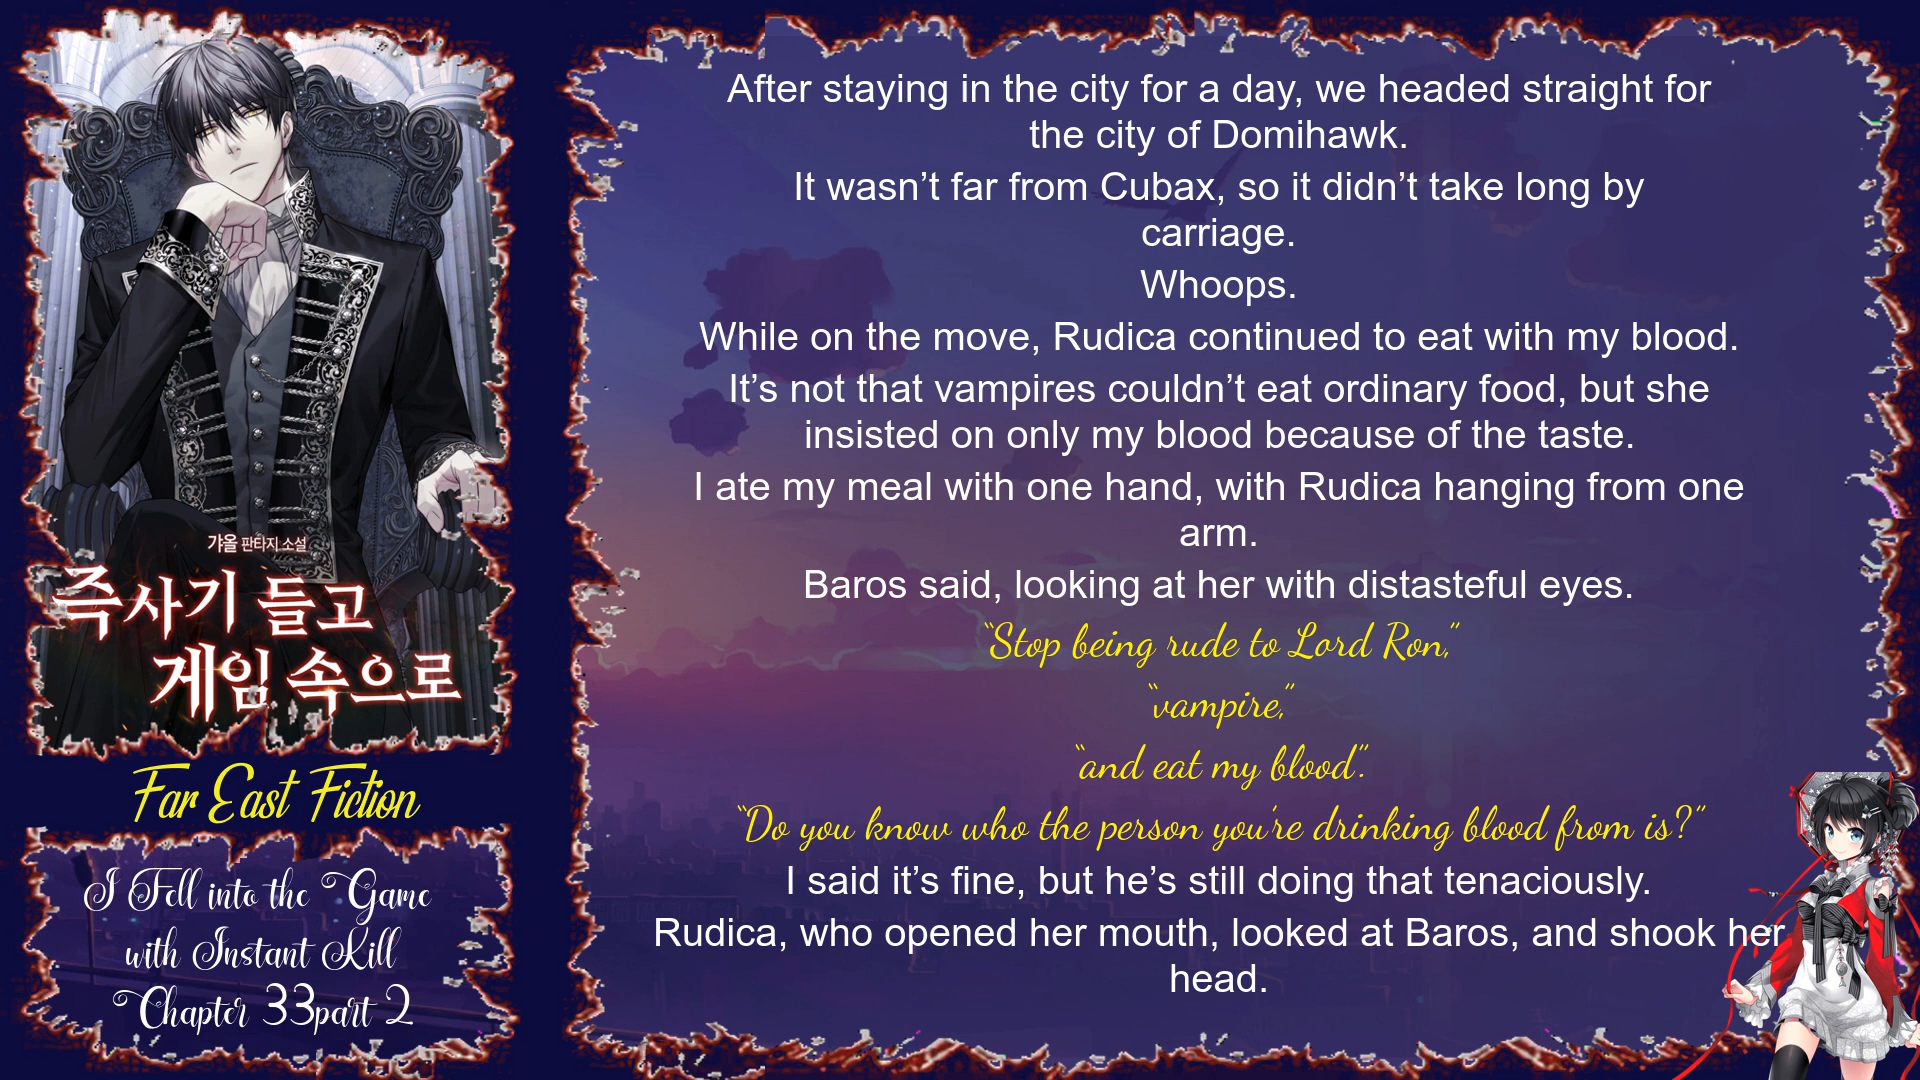 갸올 판타지 소설
즉사기 들고
게임 속으로
Far East Fiction
I Fell into the Game
with Instant Kill
Chapter 33part 2
After staying in the city for a day, we headed straight for
the city of Domihawk.
It wasn’t far from Cubax, so it didn’t take long by
carriage.
Whoops.
While on the move, Rudica continued to eat with my blood.
It’s not that vampires couldn’t eat ordinary food, but she
insisted on only my blood because of the taste.
I ate my meal with one hand, with Rudica hanging from one
arm.
Baros said, looking at her with distasteful eyes.
“Stop being rude to Lord Ron,”
“vampire,”
“and eat my blood”.
“Do you know who the person you’re drinking blood from is?”
I said it’s fine, but he’s still doing that tenaciously.
Rudica, who opened her mouth, looked at Baros, and shook her
head.